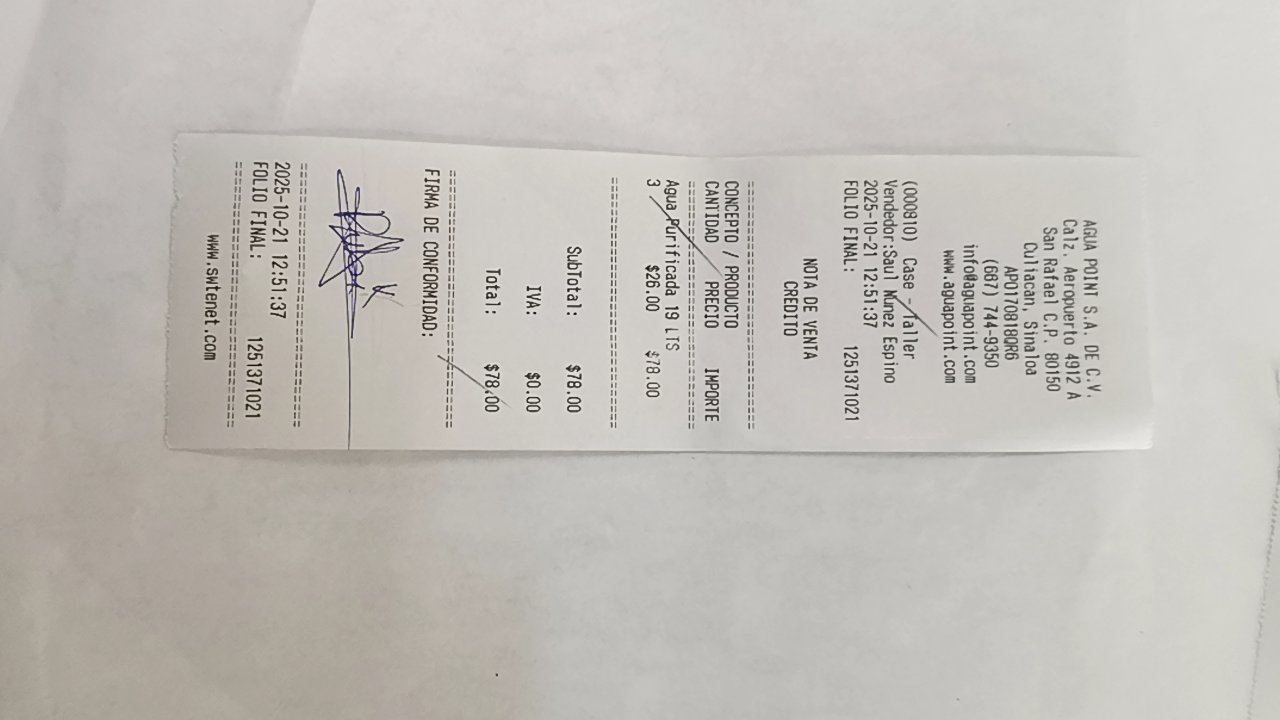 AGUA POINT S.A. DE C.V.
Calz. Aeropuerto 4912 A
San Rafael C.P. 80150
Culiacan, Sinaloa
APO170818QR6
(667) 744-9350
info@aguapoint.com
www.aguapoint.com
(000810) Case - Taller
Vendedor:Saul Nunez Espino
2025-10-21 12:51:37
FOLIO FINAL: 1251371021
NOTA DE VENTA
CREDITO
CONCEPTO / PRODUCTO
CANTIDAD PRECIO IMPORTE
Agua Purificada 19 LTS
3 $26.00 $78.00
SubTotal: $78.00
IVA: $0.00
Total: $78.00
FIRMA DE CONFORMIDAD:
2025-10-21 12:51:37
FOLIO FINAL: 1251371021
www.swtenet.com